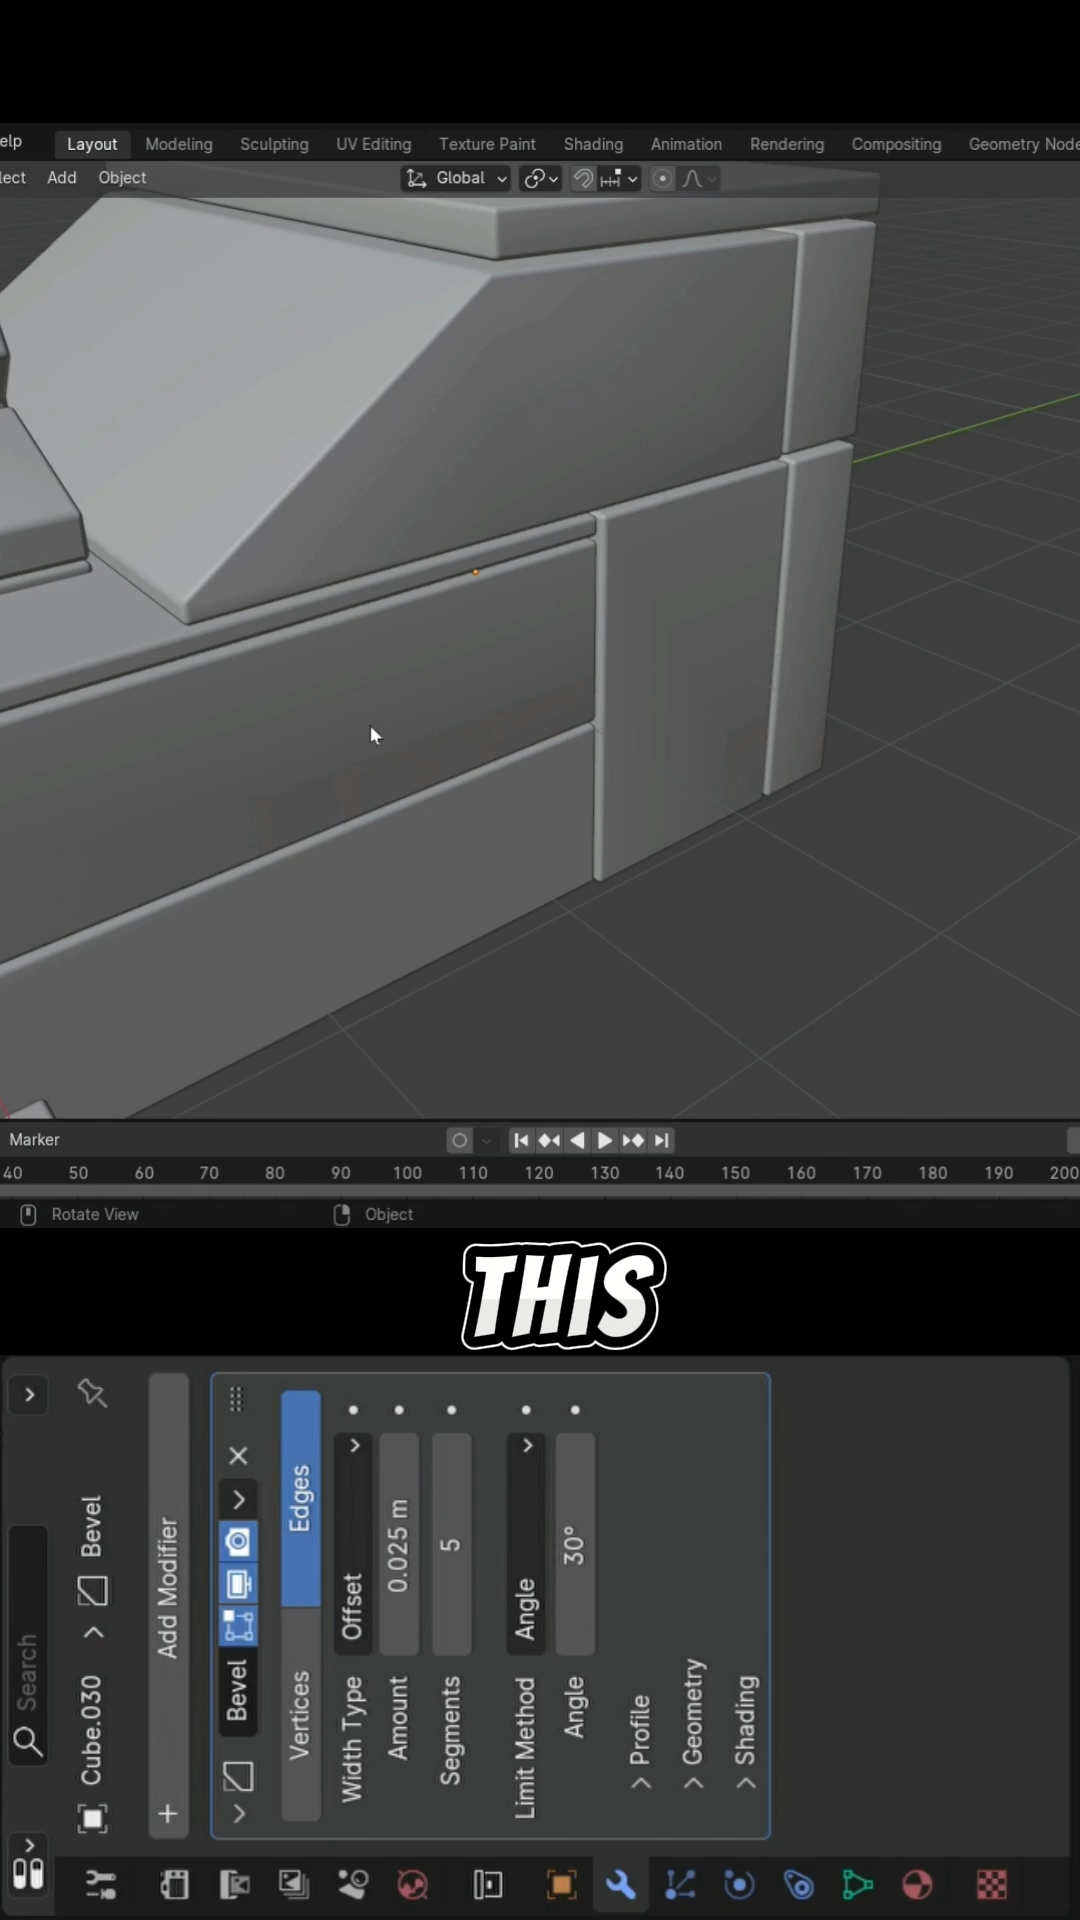 elp Layout Modeling Sculpting UV Editing Texture Paint Shading Animation Rendering Compositing Geometry Node
lect Add Object Global
Marker
40 50 60 70 80 90 100 110 120 130 140 150 160 170 180 190 200
Rotate View Object
THIS
Search
Cube.030 > Bevel
+ Add Modifier
Bevel
Vertices Edges
Width Type Offset
Amount 0.025 m
Segments 5
Limit Method Angle
Angle 30°
Profile
Geometry
Shading